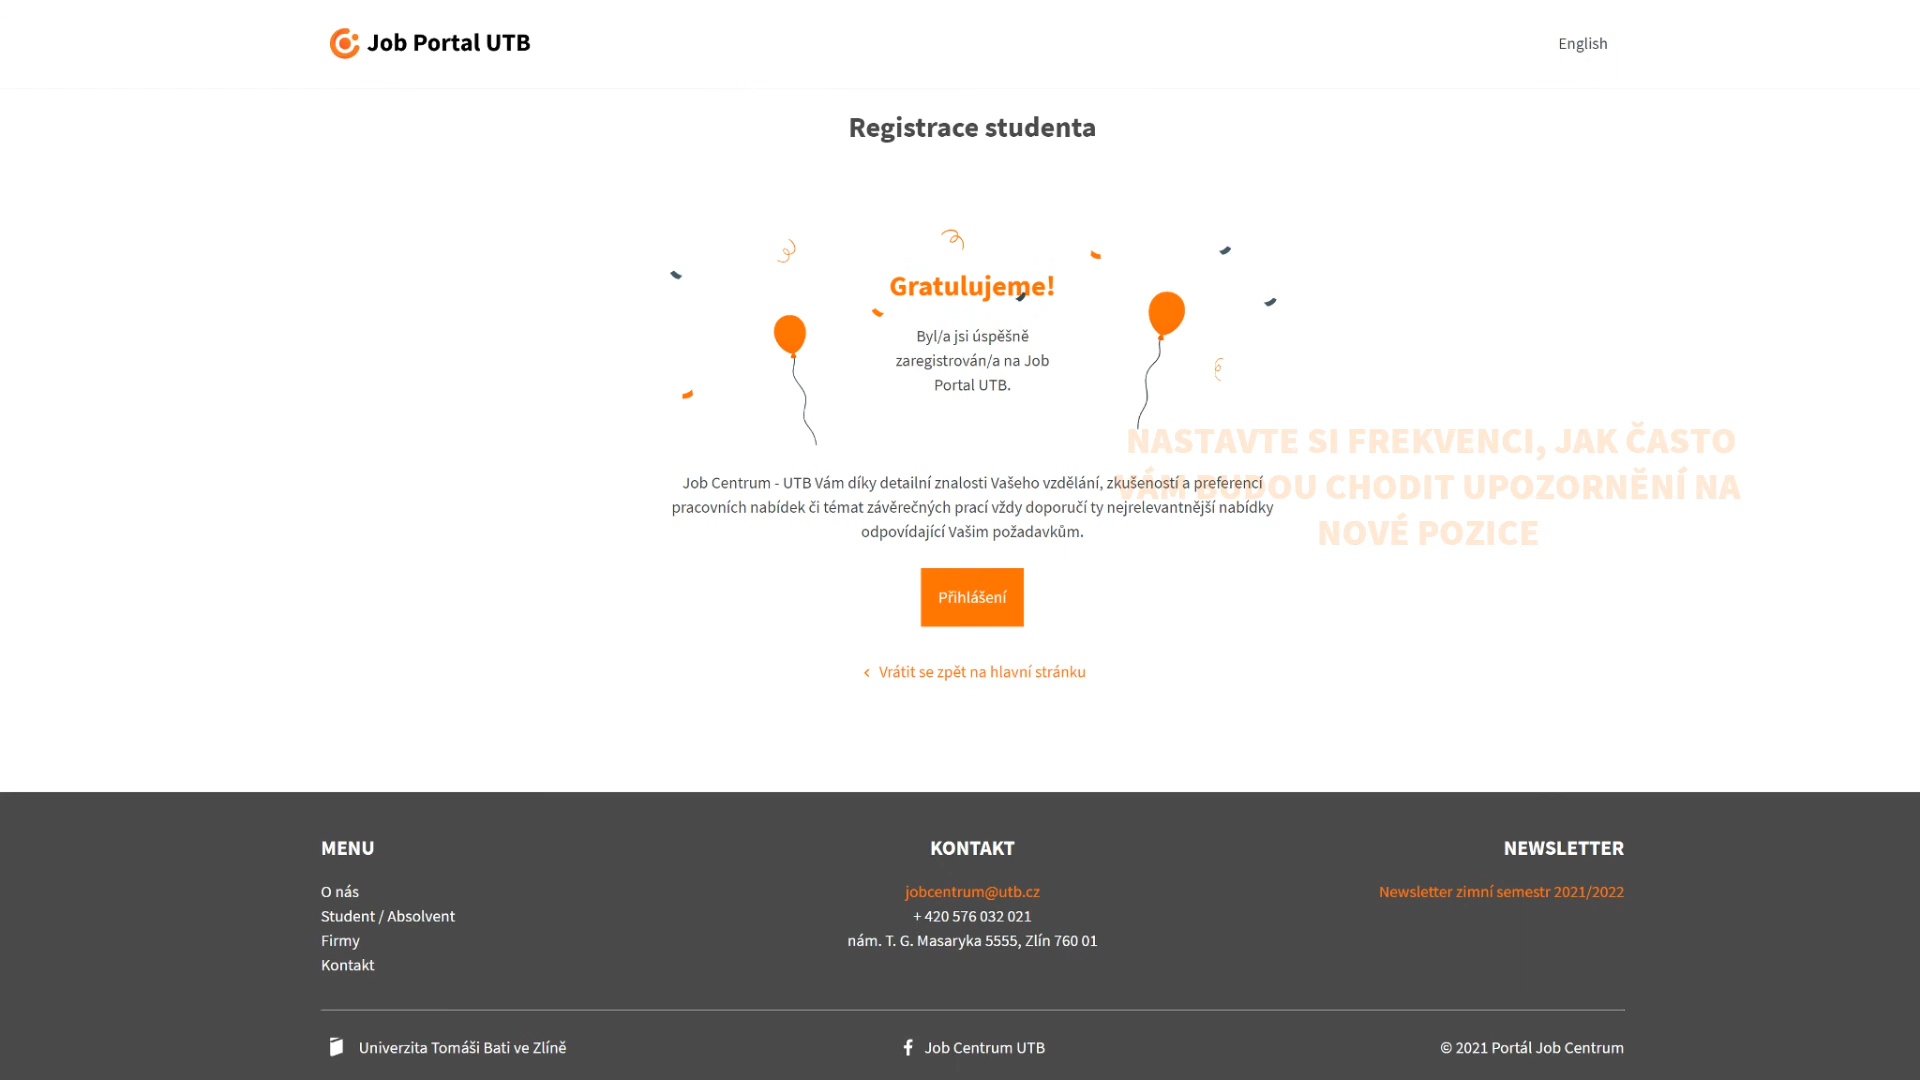 Job Portal UTB
English
Registrace studenta
Gratulujeme!
Byl/a jsi úspěšně
zaregistrován/a na Job
Portal UTB.
NASTAVTE SI FREKVENCI, JAK ČASTO
VÁM BUDOU CHODIT UPOZORNĚNÍ NA
NOVÉ POZICE
Job Centrum - UTB Vám díky detailní znalosti Vašeho vzdělání, zkušeností a preferencí
pracovních nabídek či témat závěrečných prací vždy doporučí ty nejrelevantnější nabídky
odpovídající Vašim požadavkům.
Přihlášení
Vrátit se zpět na hlavní stránku
MENU
O nás
Student / Absolvent
Firmy
Kontakt
KONTAKT
jobcentrum@utb.cz
+ 420 576 032 021
nám. T. G. Masaryka 5555, Zlín 760 01
NEWSLETTER
Newsletter zimní semestr 2021/2022
Univerzita Tomáši Bati ve Zlíně
Job Centrum UTB
© 2021 Portál Job Centrum